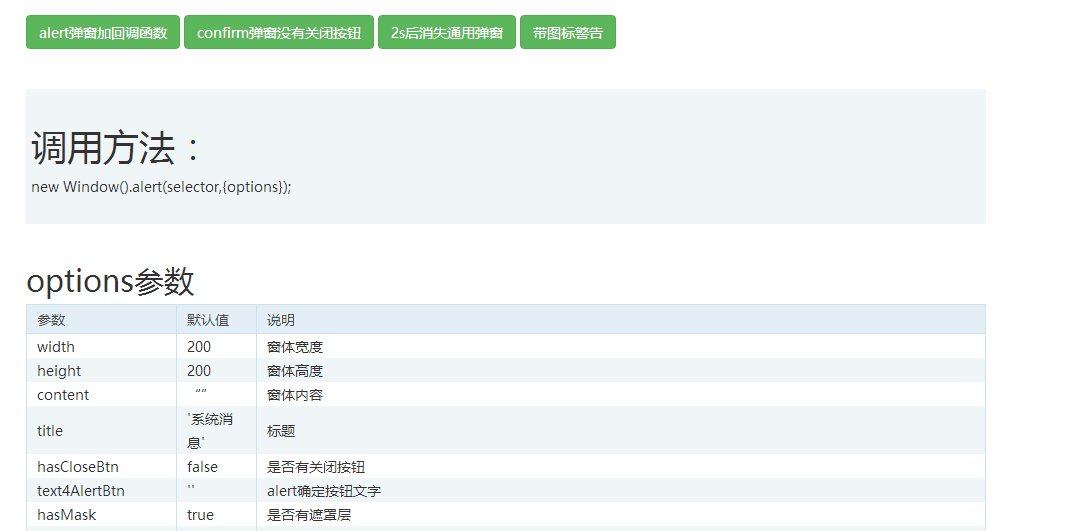 alert弹窗加回调函数 confirm弹窗没有关闭按钮 2s后消失通用弹窗 带图标警告
调用方法：
new Window().alert(selector,{options});
options参数
参数 默认值 说明
width 200 窗体宽度
height 200 窗体高度
content “” 窗体内容
title '系统消息' 标题
hasCloseBtn false 是否有关闭按钮
text4AlertBtn '' alert确定按钮文字
hasMask true 是否有遮罩层